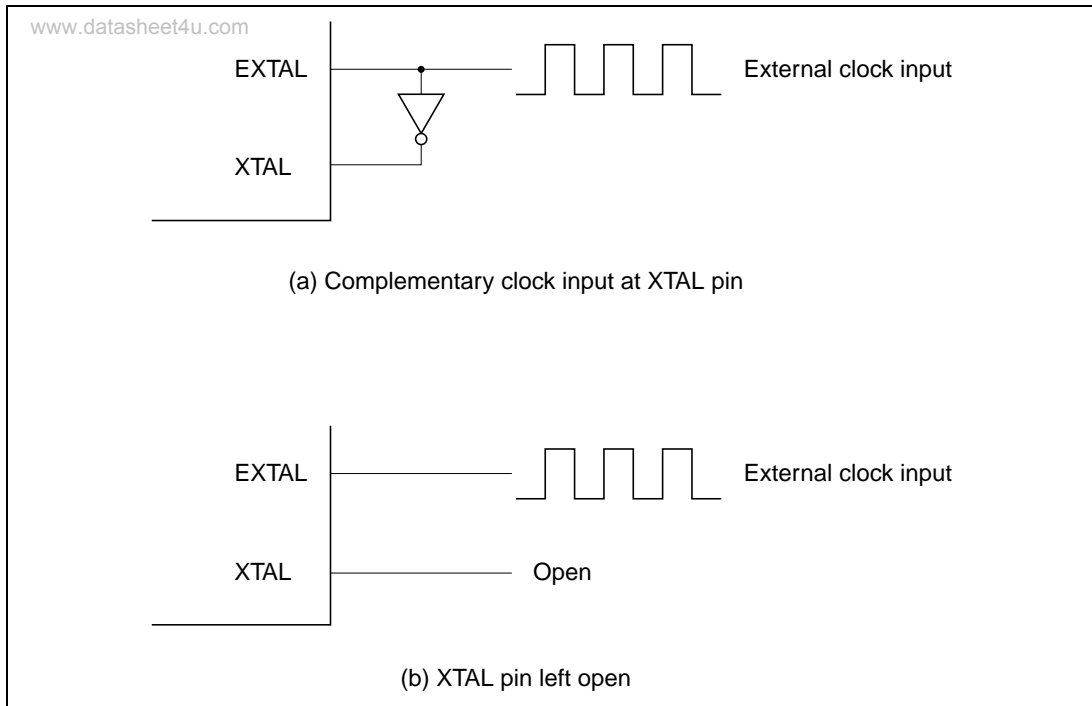 www.datasheet4u.com
EXTAL
External clock input
XTAL
(a) Complementary clock input at XTAL pin
EXTAL
External clock input
XTAL
Open
(b) XTAL pin left open